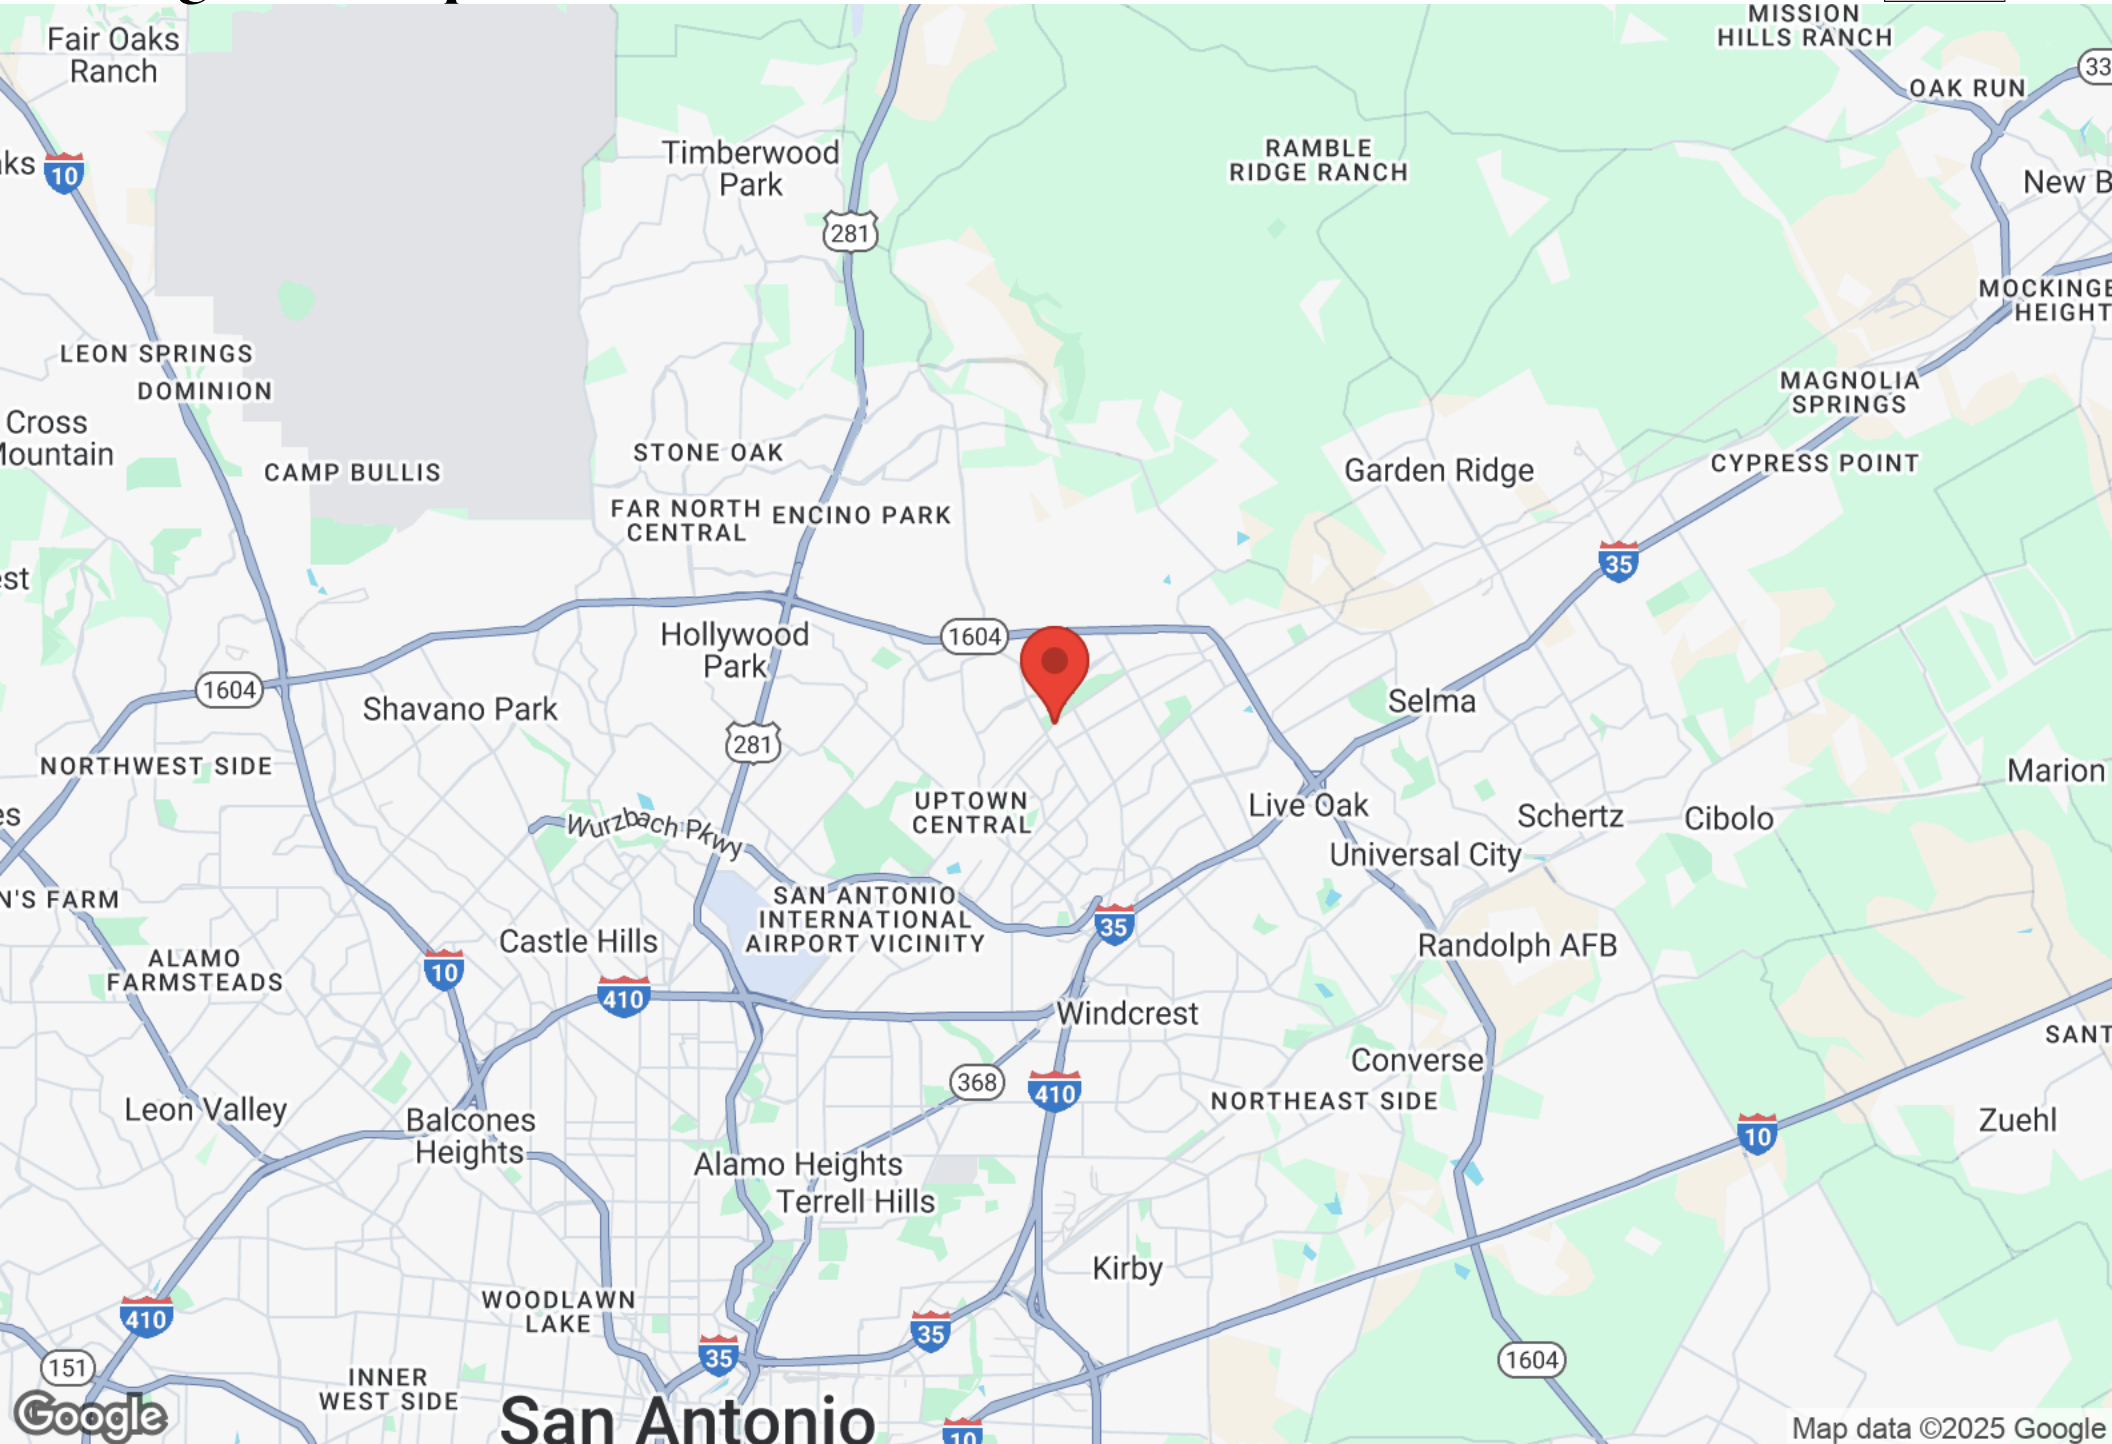 MISSION
HILLS RANCH
Fair Oaks
Ranch
33
OAK RUN
Timberwood
Park
RAMBLE
RIDGE RANCH
10
281
MAGNOLIA
SPRINGS
LEON SPRINGS
DOMINION
Cross
STONE OAK
CAMP BULLIS
Garden Ridge
CYPRESS POINT
FAR NORTH
CENTRAL
ENCINO PARK
35
Hollywood
Park
1604
1604
Shavano Park
Selma
281
NORTHWEST SIDE
Marion
UPTOWN
CENTRAL
Live Oak
Schertz
Cibolo
Wurzbach Pkwy
Universal City
N'S FARM
SAN ANTONIO
INTERNATIONAL
AIRPORT VICINITY
35
Castle Hills
Randolph AFB
ALAMO
FARMSTEADS
10
410
Windcrest
Converse
368
410
NORTHEAST SIDE
Leon Valley
Balcones
Heights
10
Zuehl
Alamo Heights
Terrell Hills
Kirby
WOODLAWN
LAKE
410
35
35
151
1604
INNER
WEST SIDE
San Antonio
10
Google
Map data ©2025 Google